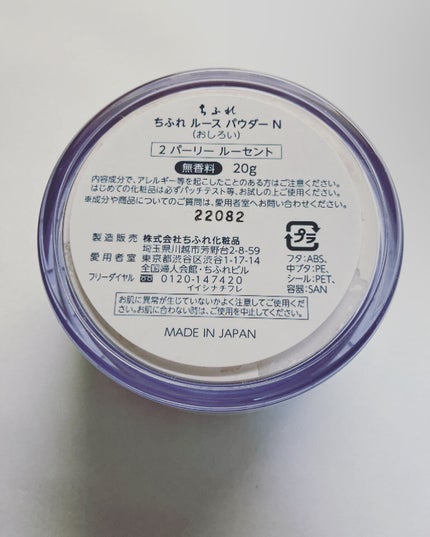 ちふれ
ちふれ ルース パウダー N
(おしろい)
2 パーリー ルーセント
無香料 20g
内容成分で、アレルギー等を起こしたことのある方はご注意ください。
はじめての化粧品は必ずパッチテスト等、お試しの上ご使用ください。
※成分や商品についてのご質問は、愛用者室へお問い合わせください。
22082
製造販売 株式会社ちふれ化粧品
埼玉県川越市芳野台2-8-59
愛用者室 東京都渋谷区渋谷1-17-14
全国婦人会館・ちふれビル
フリーダイヤル 0120-147420
イイシナチフレ
プラ
フタ:ABS、
中ブタ:PE、
シール:PET、
容器:SAN
お肌に異常が生じていないかよく注意してご使用くだ
さい。お肌に合わない時は、ご使用を中止してください。
MADE IN JAPAN